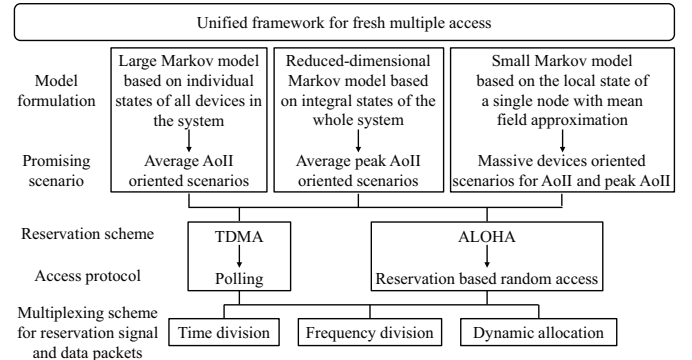 Unified framework for fresh multiple access
Model
formulation
Large Markov model
based on individual
states of all devices in
the system
Reduced-dimensional
Markov model based
on integral states of the
whole system
Small Markov model
based on the local state of
a single node with mean
field approximation
Promising
scenario
Average AoII
oriented scenarios
Average peak AoII
oriented scenarios
Massive devices oriented
scenarios for AoII and peak AoII
Reservation scheme
TDMA
ALOHA
Access protocol
Polling
Reservation based random access
Multiplexing scheme
for reservation signal
and data packets
Time division
Frequency division
Dynamic allocation